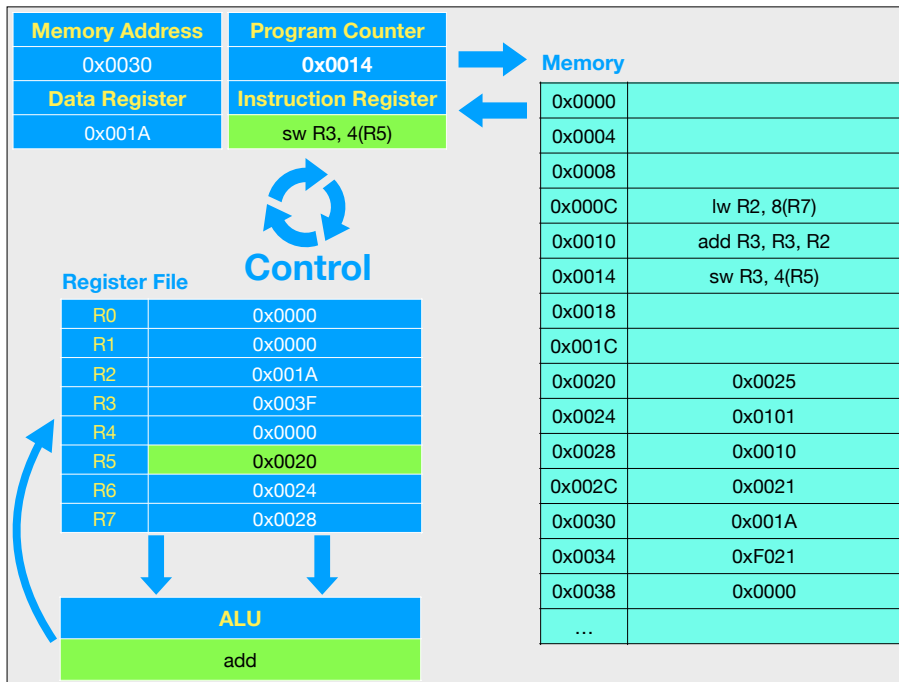 Memory Address Program Counter
0x0030 0x0014
Data Register Instruction Register
0x001A sw R3, 4(R5)
Control
Register File
R0 0x0000
R1 0x0000
R2 0x001A
R3 0x003F
R4 0x0000
R5 0x0020
R6 0x0024
R7 0x0028
ALU
add
Memory
0x0000
0x0004
0x0008
0x000C lw R2, 8(R7)
0x0010 add R3, R3, R2
0x0014 sw R3, 4(R5)
0x0018
0x001C
0x0020 0x0025
0x0024 0x0101
0x0028 0x0010
0x002C 0x0021
0x0030 0x001A
0x0034 0xF021
0x0038 0x0000
...